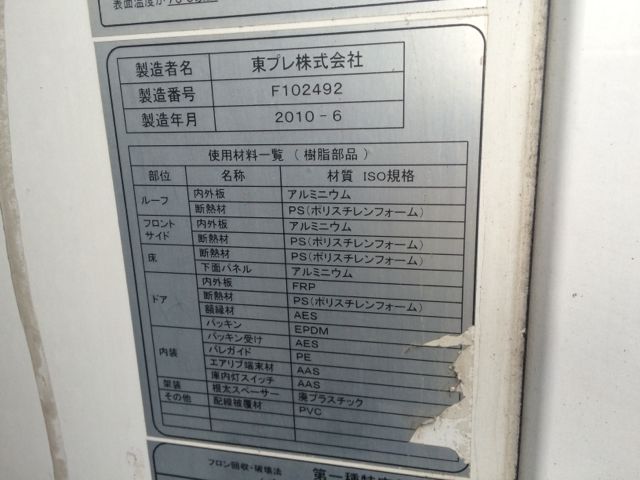 表面温度が
製造者名 東プレ株式会社
製造番号 F102492
製造年月 2010-6
使用材料一覧 (樹脂部品)
部位 名称 材質 ISO規格
ルーフ 内外板 アルミニウム
断熱材 PS(ポリスチレンフォーム)
フロント サイド 内外板 アルミニウム
断熱材 PS(ポリスチレンフォーム)
床 断熱材 PS(ポリスチレンフォーム)
下面パネル アルミニウム
ドア 内外板 FRP
断熱材 PS(ポリスチレンフォーム)
額縁材 AES
パッキン EPDM
内装 パッキン受け AES
バレガイド PE
エアリブ端末材 AAS
庫内灯スイッチ AAS
架装 根太スペーサー 廃プラスチック
その他 配線被覆材 PVC
フロン回収・破壊法 第一種特定